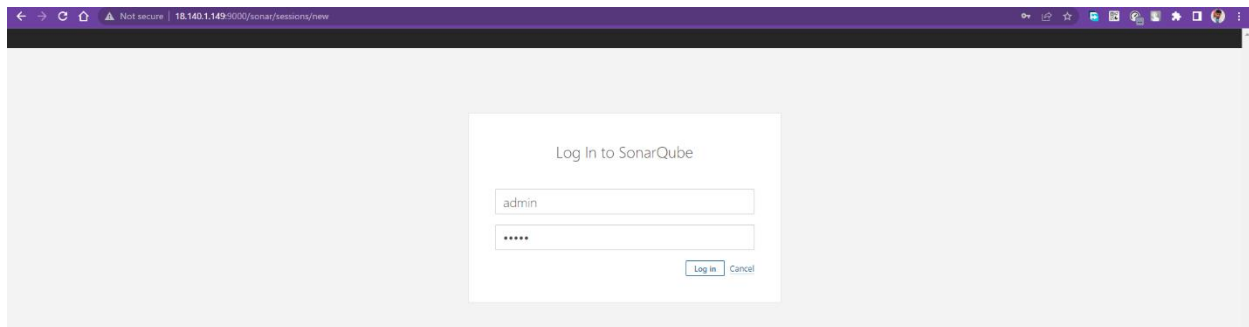 Not secure | 18.140.1.149:9000/sonar/sessions/new
Log In to SonarQube
admin
•••••
Log in Cancel